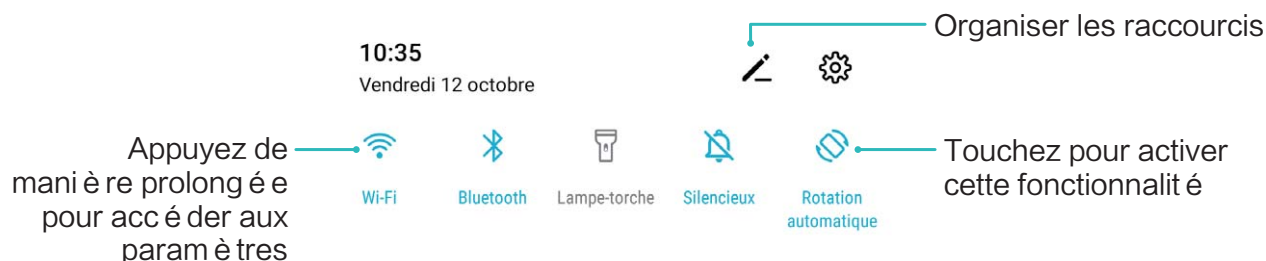 Organiser les raccourcis
10:35
Vendredi 12 octobre
Appuyez de
mani è re prolong é e
pour acc é der aux
param è tres
Wi-Fi
Bluetooth
Lampe-torche
Silencieux
Rotation
automatique
Touchez pour activer
cette fonctionnalit é